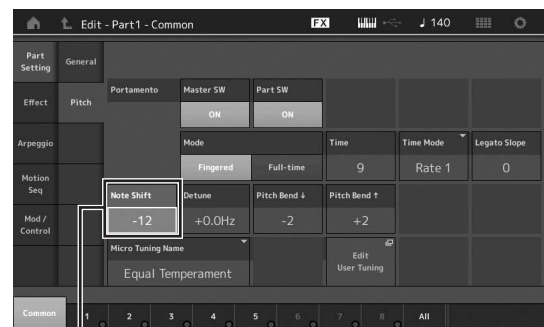 Edit - Part1 - Common FX 140
Part Setting General
Portamento Master SW Part SW
ON ON
Effect Pitch
Arpeggio Mode Time Time Mode Legato Slope
Fingered Full-time 9 Rate 1 0
Motion Seq
Note Shift Detune Pitch Bend ↓ Pitch Bend ↑
-12 +0.0Hz -2 +2
Mod / Control
Micro Tuning Name
Equal Temperament
Edit User Tuning
Common 1 2 3 4 5 6 7 8 All